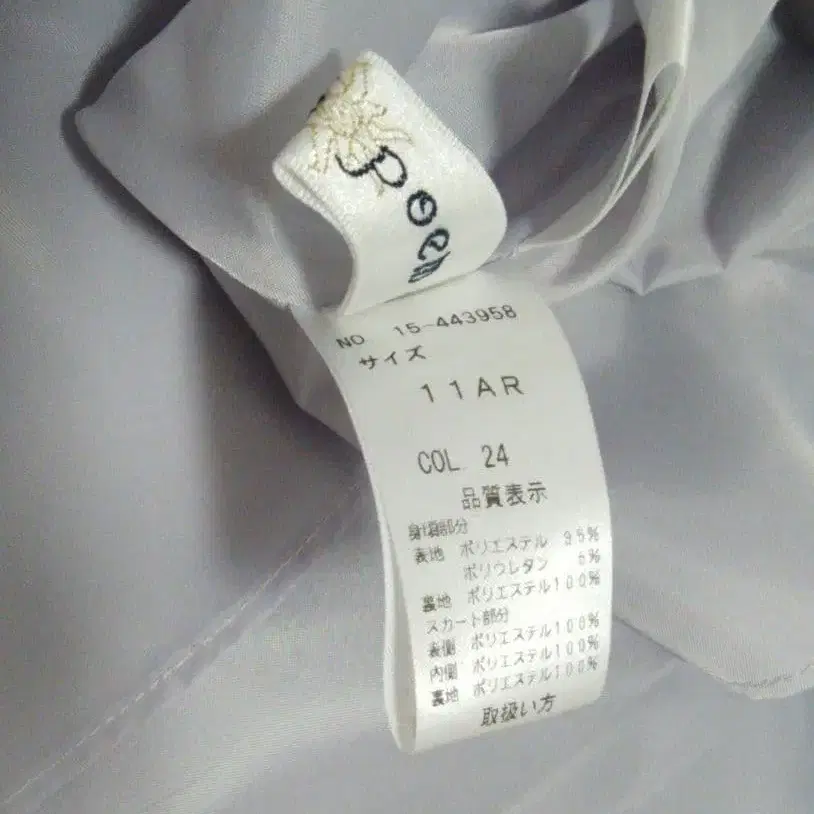 NO 15-443958
サイズ
11AR
COL 24
品質表示
身頃部分
表地 ポリエステル 95%
ポリウレタン 5%
裏地 ポリエステル100%
スカート部分
表側 ポリエステル100%
内側 ポリエステル100%
裏地 ポリエステル100%
取扱い方